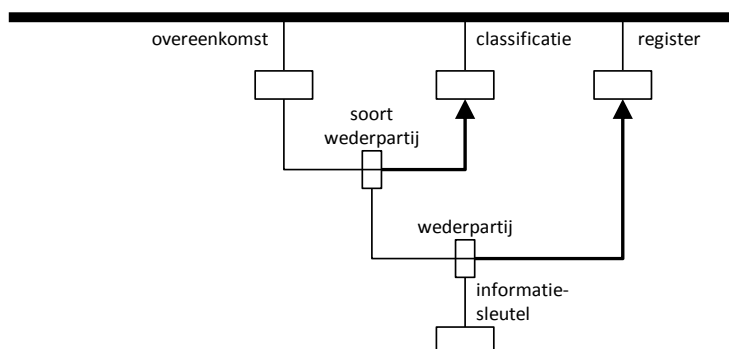 overeenkomst
classificatie
register
soort
wederpartij
wederpartij
informatie-
sleutel